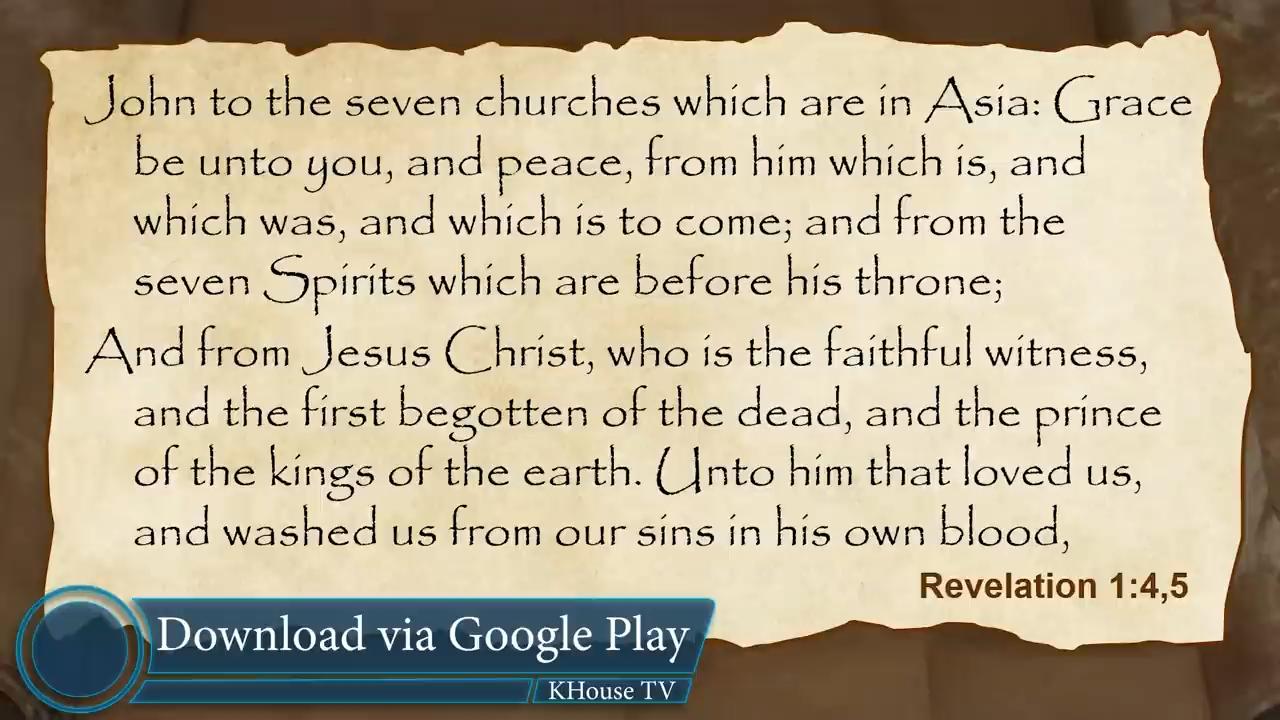 John to the seven churches which are in Asia: Grace
be unto you, and peace, from him which is, and
which was, and which is to come; and from the
seven Spirits which are before his throne;
And from Jesus Christ, who is the faithful witness,
and the first begotten of the dead, and the prince
of the kings of the earth. Unto him that loved us,
and washed us from our sins in his own blood,
Revelation 1:4,5
Download via Google Play
KHouse TV